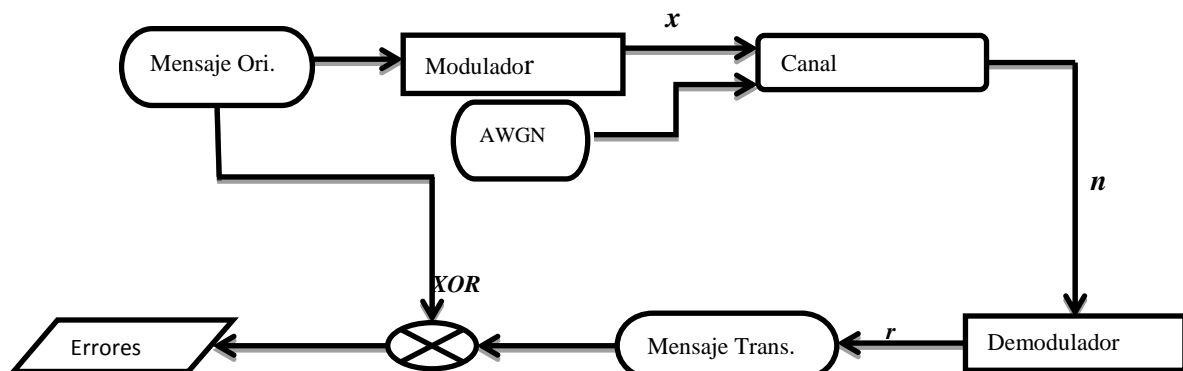 x
Mensaje Ori.
Modulador
Canal
AWGN
n
XOR
r
Errores
Mensaje Trans.
Demodulador